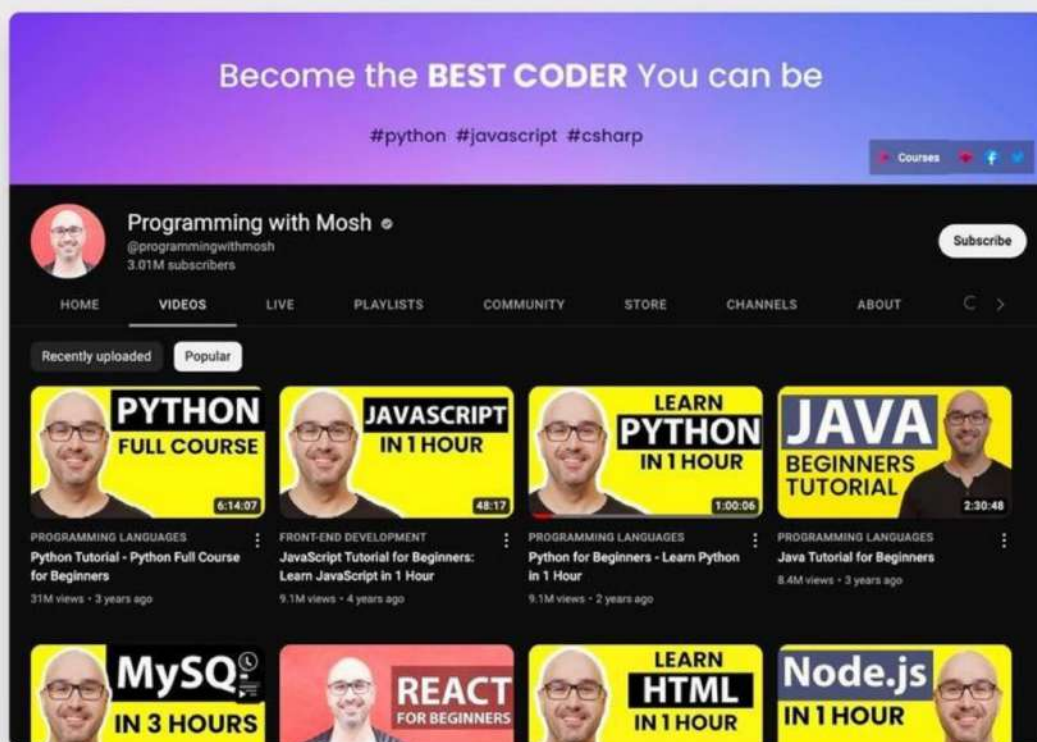 Become the BEST CODER You can be
#python #javascript #csharp
Courses
Programming with Mosh
@programmingwithmosh
3.01M subscribers
Subscribe
HOME VIDEOS LIVE PLAYLISTS COMMUNITY STORE CHANNELS ABOUT
Recently uploaded Popular
PYTHON
FULL COURSE
6:14:07
JAVASCRIPT
IN 1 HOUR
48:17
LEARN
PYTHON
IN 1 HOUR
1:00:06
JAVA
BEGINNERS
TUTORIAL
2:30:48
PROGRAMMING LANGUAGES
Python Tutorial - Python Full Course
for Beginners
31M views • 3 years ago
FRONT-END DEVELOPMENT
JavaScript Tutorial for Beginners:
Learn JavaScript in 1 Hour
9.1M views • 4 years ago
PROGRAMMING LANGUAGES
Python for Beginners - Learn Python
in 1 Hour
9.1M views • 2 years ago
PROGRAMMING LANGUAGES
Java Tutorial for Beginners
8.4M views • 3 years ago
MySQ
IN 3 HOURS
REACT
FOR BEGINNERS
LEARN
HTML
IN 1 HOUR
Node.js
IN 1 HOUR